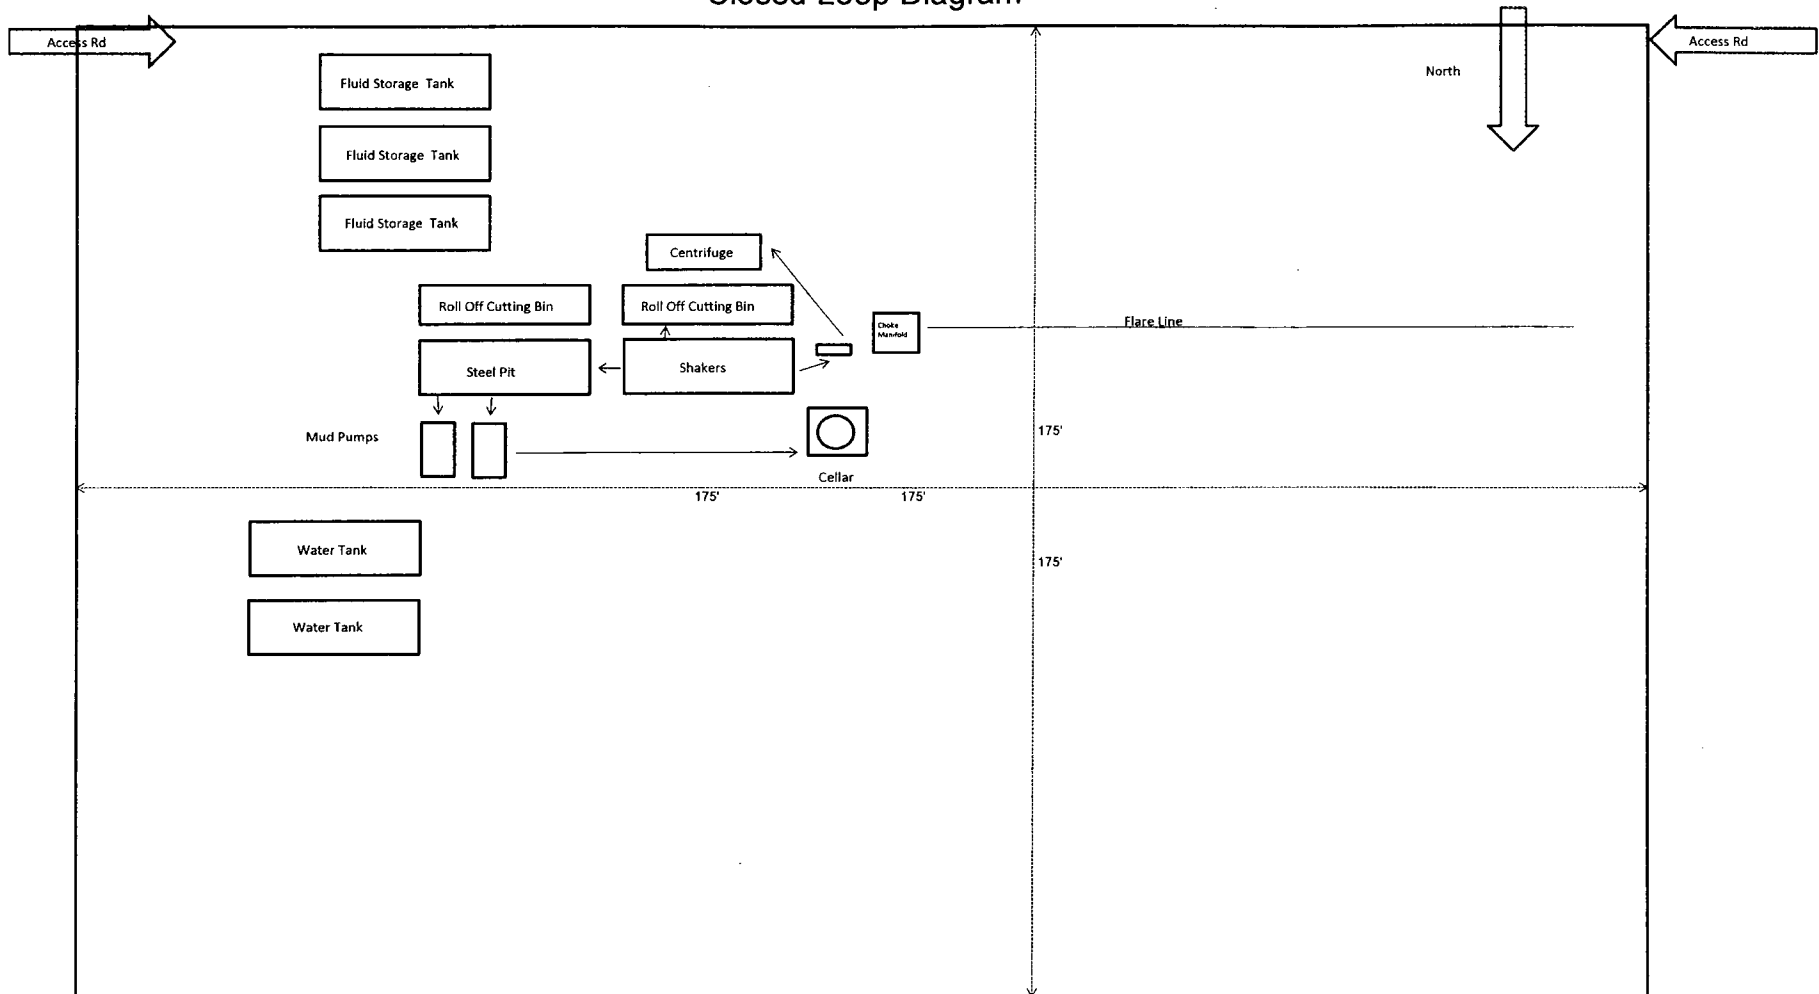 Closed Loop Diagram
Access Rd
Access Rd
North
Fluid Storage Tank
Fluid Storage Tank
Fluid Storage Tank
Centrifuge
Roll Off Cutting Bin
Roll Off Cutting Bin
Choke
Manifold
Flare Line
Steel Pit
Shakers
Mud Pumps
175'
Cellar
175'
175'
Water Tank
175'
Water Tank